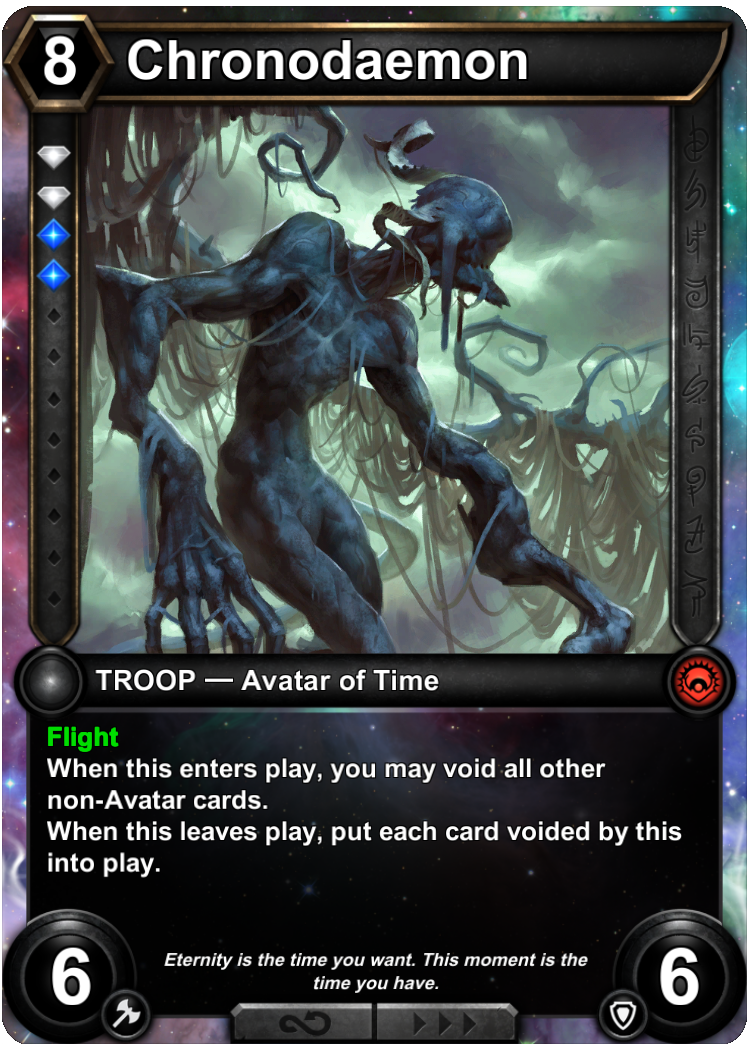 8 Chronodaemon
TROOP — Avatar of Time
Flight
When this enters play, you may void all other
non-Avatar cards.
When this leaves play, put each card voided by this
into play.
Eternity is the time you want. This moment is the
time you have.
6
6